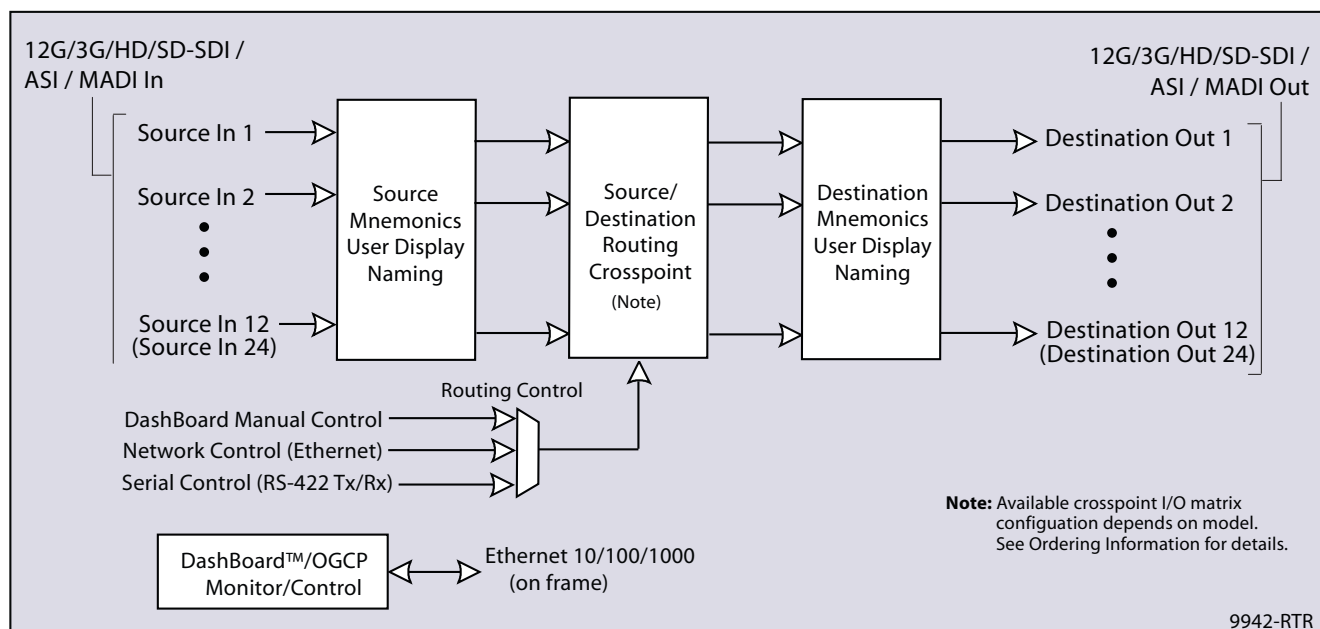 12G/3G/HD/SD-SDI /
ASI / MADI In
12G/3G/HD/SD-SDI /
ASI / MADI Out
Source In 1
Source In 2
Source In 12
(Source In 24)
Source
Mnemonics
User Display
Naming
Source/
Destination
Routing
Crosspoint
(Note)
Destination
Mnemonics
User Display
Naming
Destination Out 1
Destination Out 2
Destination Out 12
(Destination Out 24)
Routing Control
DashBoard Manual Control
Network Control (Ethernet)
Serial Control (RS-422 Tx/Rx)
Note: Available crosspoint I/O matrix
configuation depends on model.
See Ordering Information for details.
DashBoard™/OGCP
Monitor/Control
Ethernet 10/100/1000
(on frame)
9942-RTR